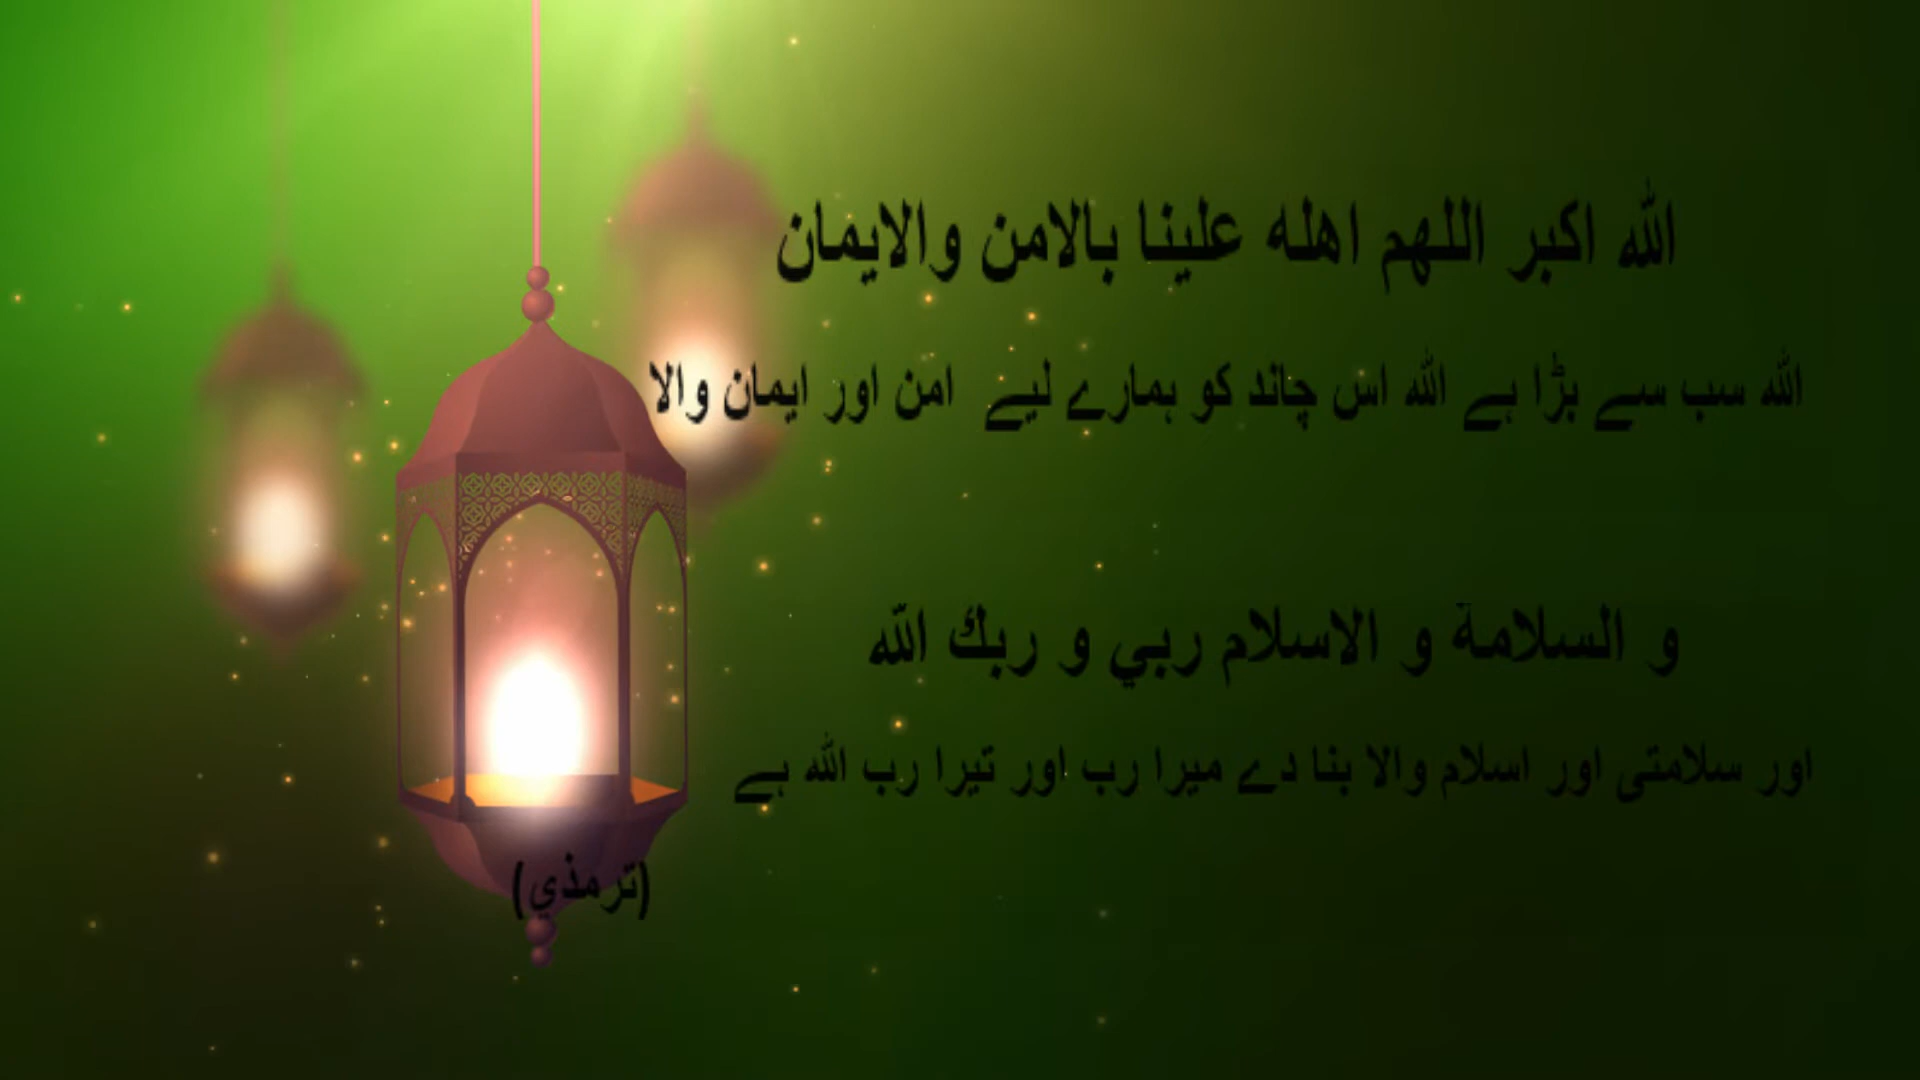 الله اكبر اللهم اهله علينا بالامن والايمان
الله سب سے بڑا ہے الله اس چاند کو ہمارے لیے امن اور ایمان والا
و السلامة و الاسلام ربي و ربك الله
اور سلامتی اور اسلام والا بنا دے میرا رب اور تیرا رب الله ہے
(ترمذي)